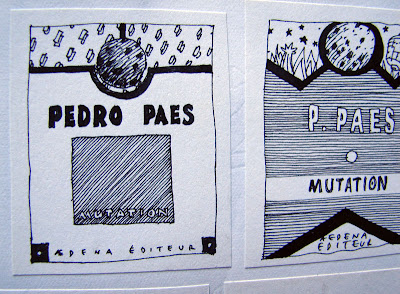 PEDRO PAES
MUTATION
ÆDENA ÉDITEUR
P. PAES
MUTATION
ÆDENA
ÉDITEUR